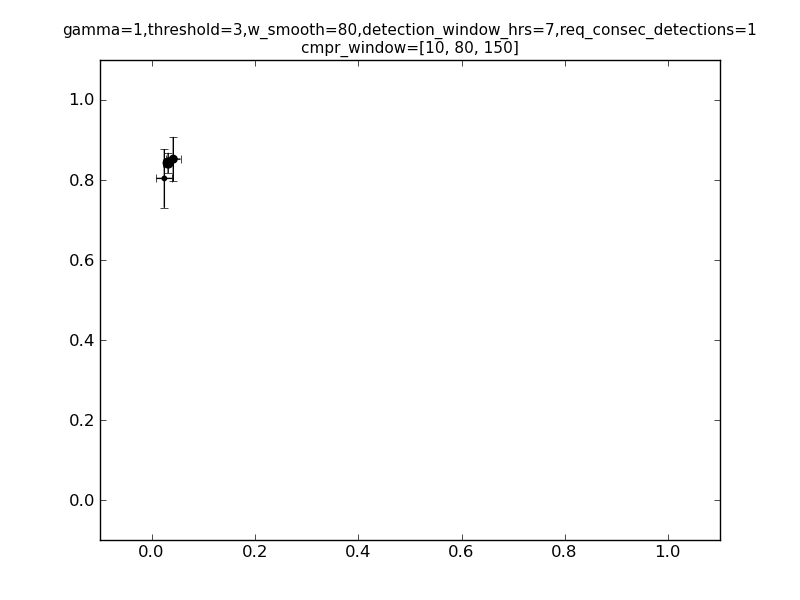 gamma=1,threshold=3,w_smooth=80,detection_window_hrs=7,req_consec_detections=1
cmpr_window=[10, 80, 150]
1.0
0.8
0.6
0.4
0.2
0.0
0.0 0.2 0.4 0.6 0.8 1.0